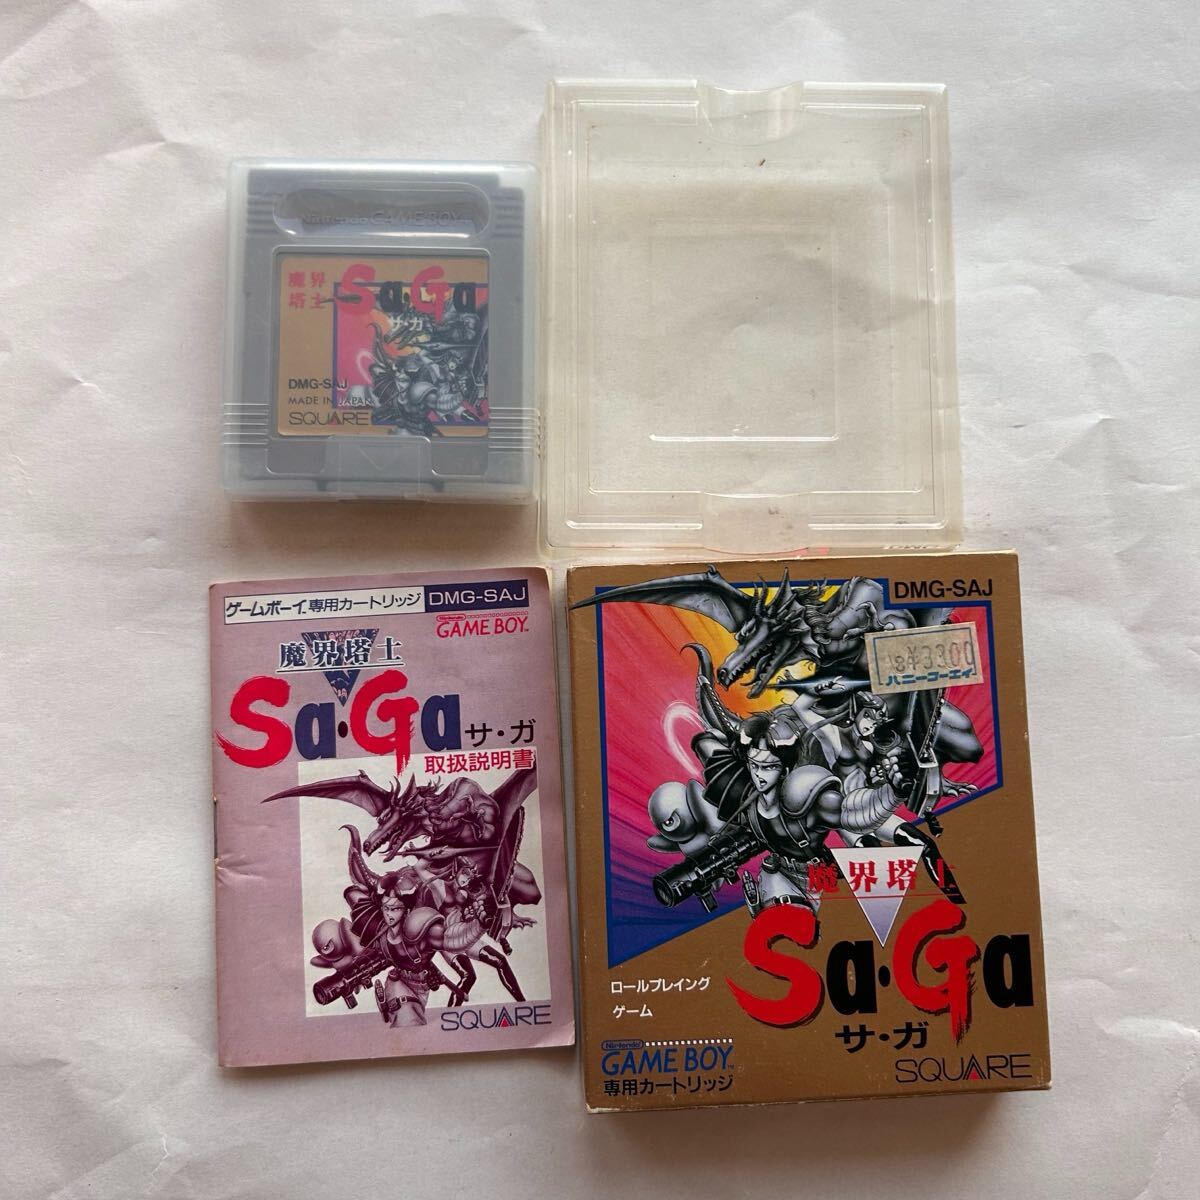 Nintendo GAME BOY
魔界
塔士
Sa・Ga
サ・ガ
DMG-SAJ
MADE IN JAPAN
SQUARE
ゲームボーイ専用カートリッジ
DMG-SAJ
Nintendo
GAME BOY™
魔界塔士
Sa・Ga サ・ガ
取扱説明書
SQUARE
DMG-SAJ
¥3300
ハニーコーエイ
魔界塔士
Sa・Ga
サ・ガ
ロールプレイング
ゲーム
Nintendo
GAME BOY™
専用カートリッジ
SQUARE